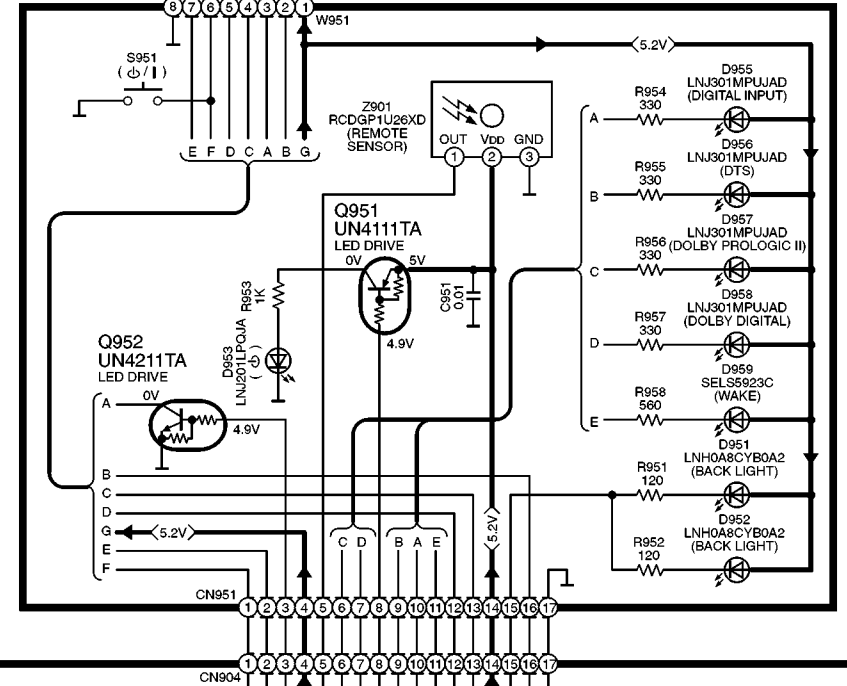 8 7 6 5 4 3 2 1
W951
5.2V
S951
( ⏻ / I )
E F D C A B G
Z901
RCDGP1U26XD
(REMOTE
SENSOR)
OUT VDD GND
1 2 3
Q951
UN4111TA
LED DRIVE
0V 5V
4.9V
R953
1K
C951
0.01
D953
LNJ201LPQJA
( ⏻ )
Q952
UN4211TA
LED DRIVE
0V
4.9V
A
B
C
D
G
5.2V
E
F
A
R954
330
D955
LNJ301MPUJAD
(DIGITAL INPUT)
B
R955
330
D956
LNJ301MPUJAD
(DTS)
C
R956
330
D957
LNJ301MPUJAD
(DOLBY PROLOGIC II)
D
R957
330
D958
LNJ301MPUJAD
(DOLBY DIGITAL)
E
R958
560
D959
SELS5923C
(WAKE)
R951
120
D951
LNH0A8CYB0A2
(BACK LIGHT)
R952
120
D952
LNH0A8CYB0A2
(BACK LIGHT)
C D
B A E
5.2V
CN951
1 2 3 4 5 6 7 8 9 10 11 12 13 14 15 16 17
1 2 3 4 5 6 7 8 9 10 11 12 13 14 15 16 17
CN904